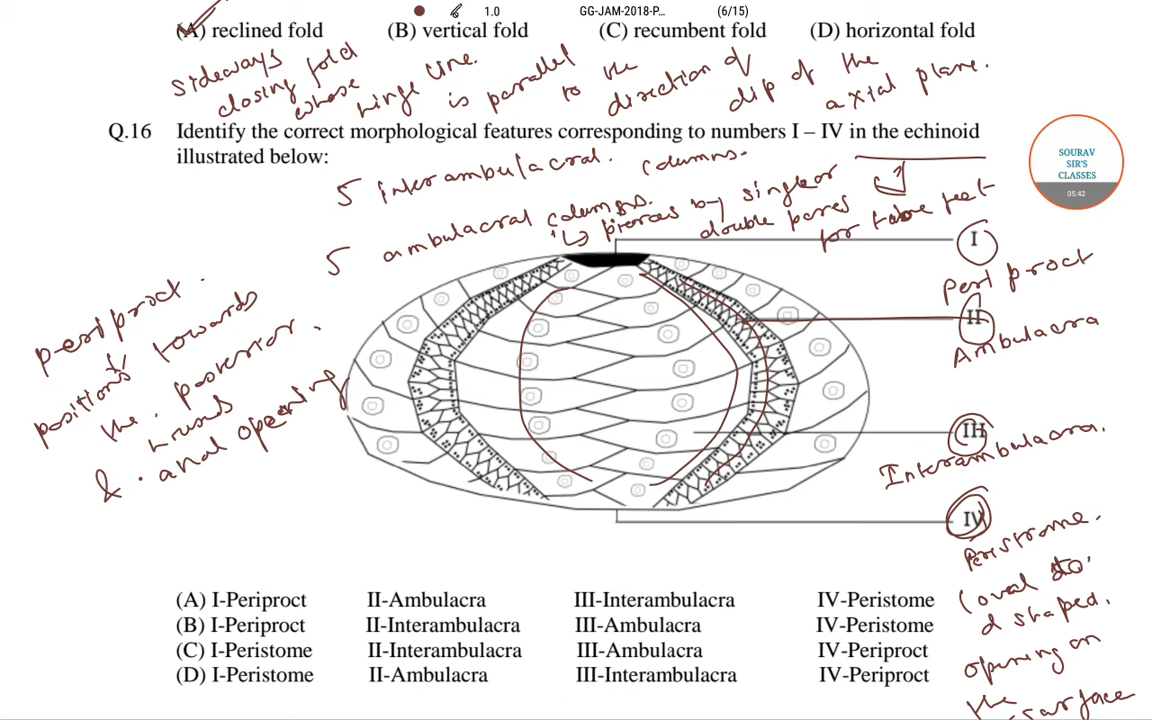 1.0 GG-JAM-2018-P... (6/15)
(A) reclined fold (B) vertical fold (C) recumbent fold (D) horizontal fold
sideways closing fold whose hinge line is parallel to the direction of dip of the axial plane.
Q.16 Identify the correct morphological features corresponding to numbers I – IV in the echinoid
illustrated below:
SOURAV
SIR'S
CLASSES
05:42
5 interambulacral columns.
5 ambulacral columns.
pierces by single or
double pores
for tube feet
I
Periproct
II
Ambulacra
III
Interambulacra.
IV
Peristome.
(oval
shaped.
opening on
the surface
periproct.
positions towards
the posterior
& anal opening
(A) I-Periproct II-Ambulacra III-Interambulacra IV-Peristome
(B) I-Periproct II-Interambulacra III-Ambulacra IV-Peristome
(C) I-Peristome II-Interambulacra III-Ambulacra IV-Periproct
(D) I-Peristome II-Ambulacra III-Interambulacra IV-Periproct